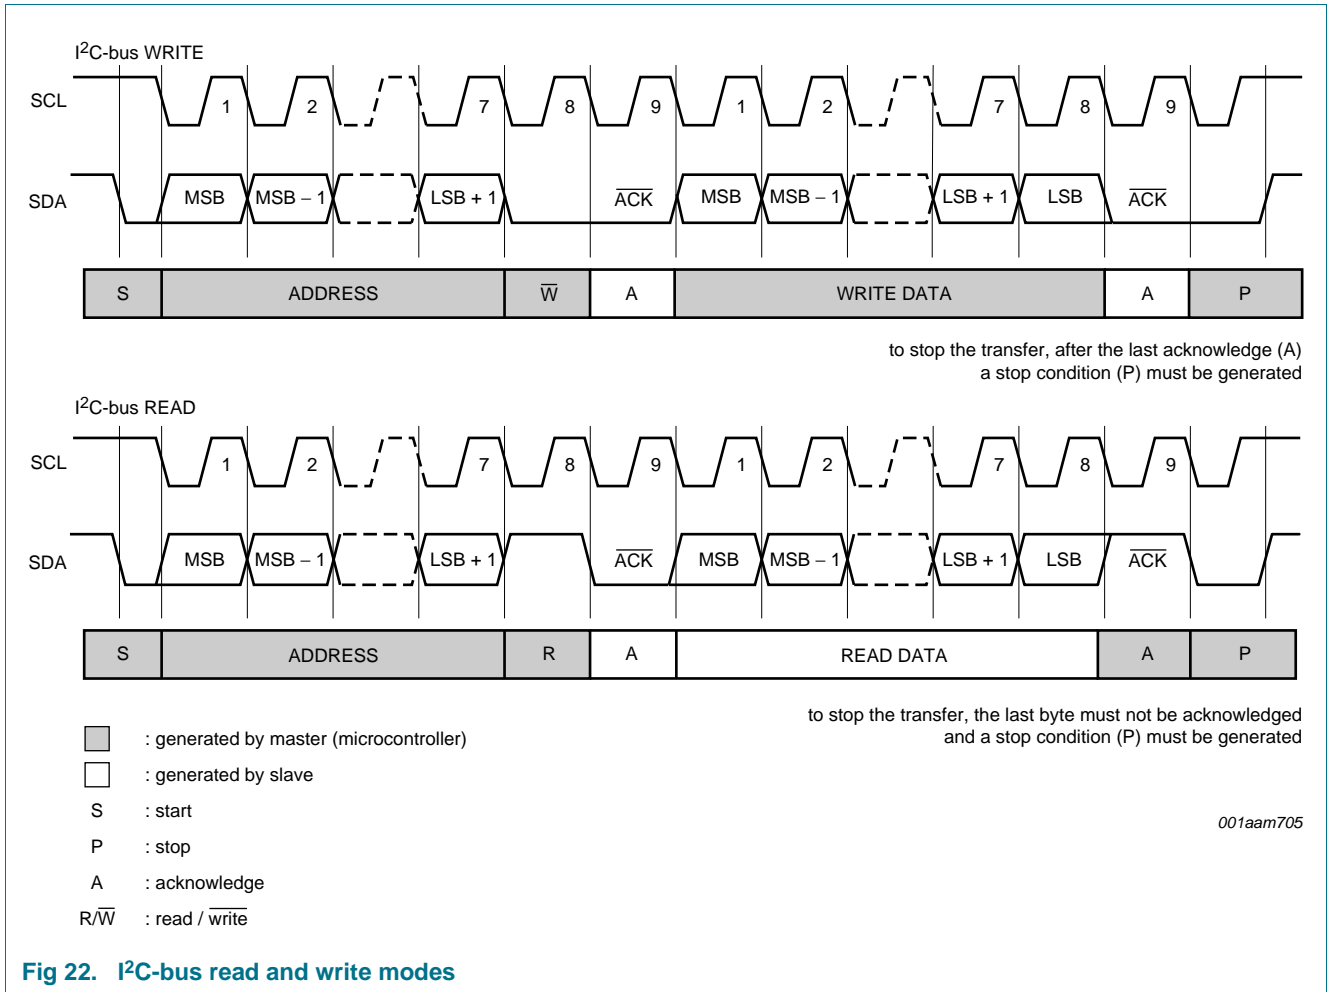 I²C-bus WRITE
SCL 1 2 7 8 9 1 2 7 8 9
SDA MSB MSB − 1 LSB + 1 ACK MSB MSB − 1 LSB + 1 LSB ACK
S ADDRESS W A WRITE DATA A P
to stop the transfer, after the last acknowledge (A)
a stop condition (P) must be generated
I²C-bus READ
SCL 1 2 7 8 9 1 2 7 8 9
SDA MSB MSB − 1 LSB + 1 ACK MSB MSB − 1 LSB + 1 LSB ACK
S ADDRESS R A READ DATA A P
to stop the transfer, the last byte must not be acknowledged
and a stop condition (P) must be generated
: generated by master (microcontroller)
: generated by slave
S : start
P : stop
A : acknowledge
R/W : read / write
001aam705
Fig 22. I²C-bus read and write modes